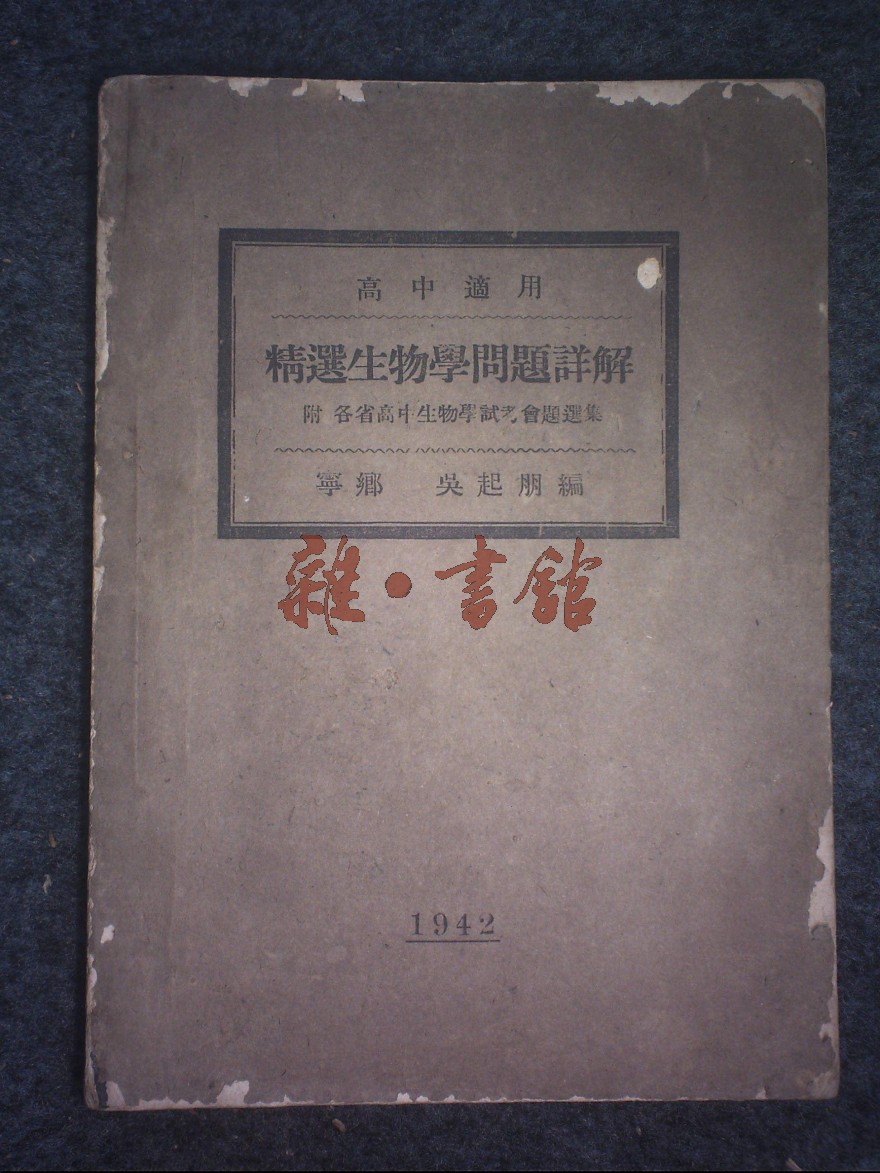 高中適用
精選生物學問題詳解
附 各省高中生物學試考會題選集
寧鄉 吳起朋編
雜·書館
1942